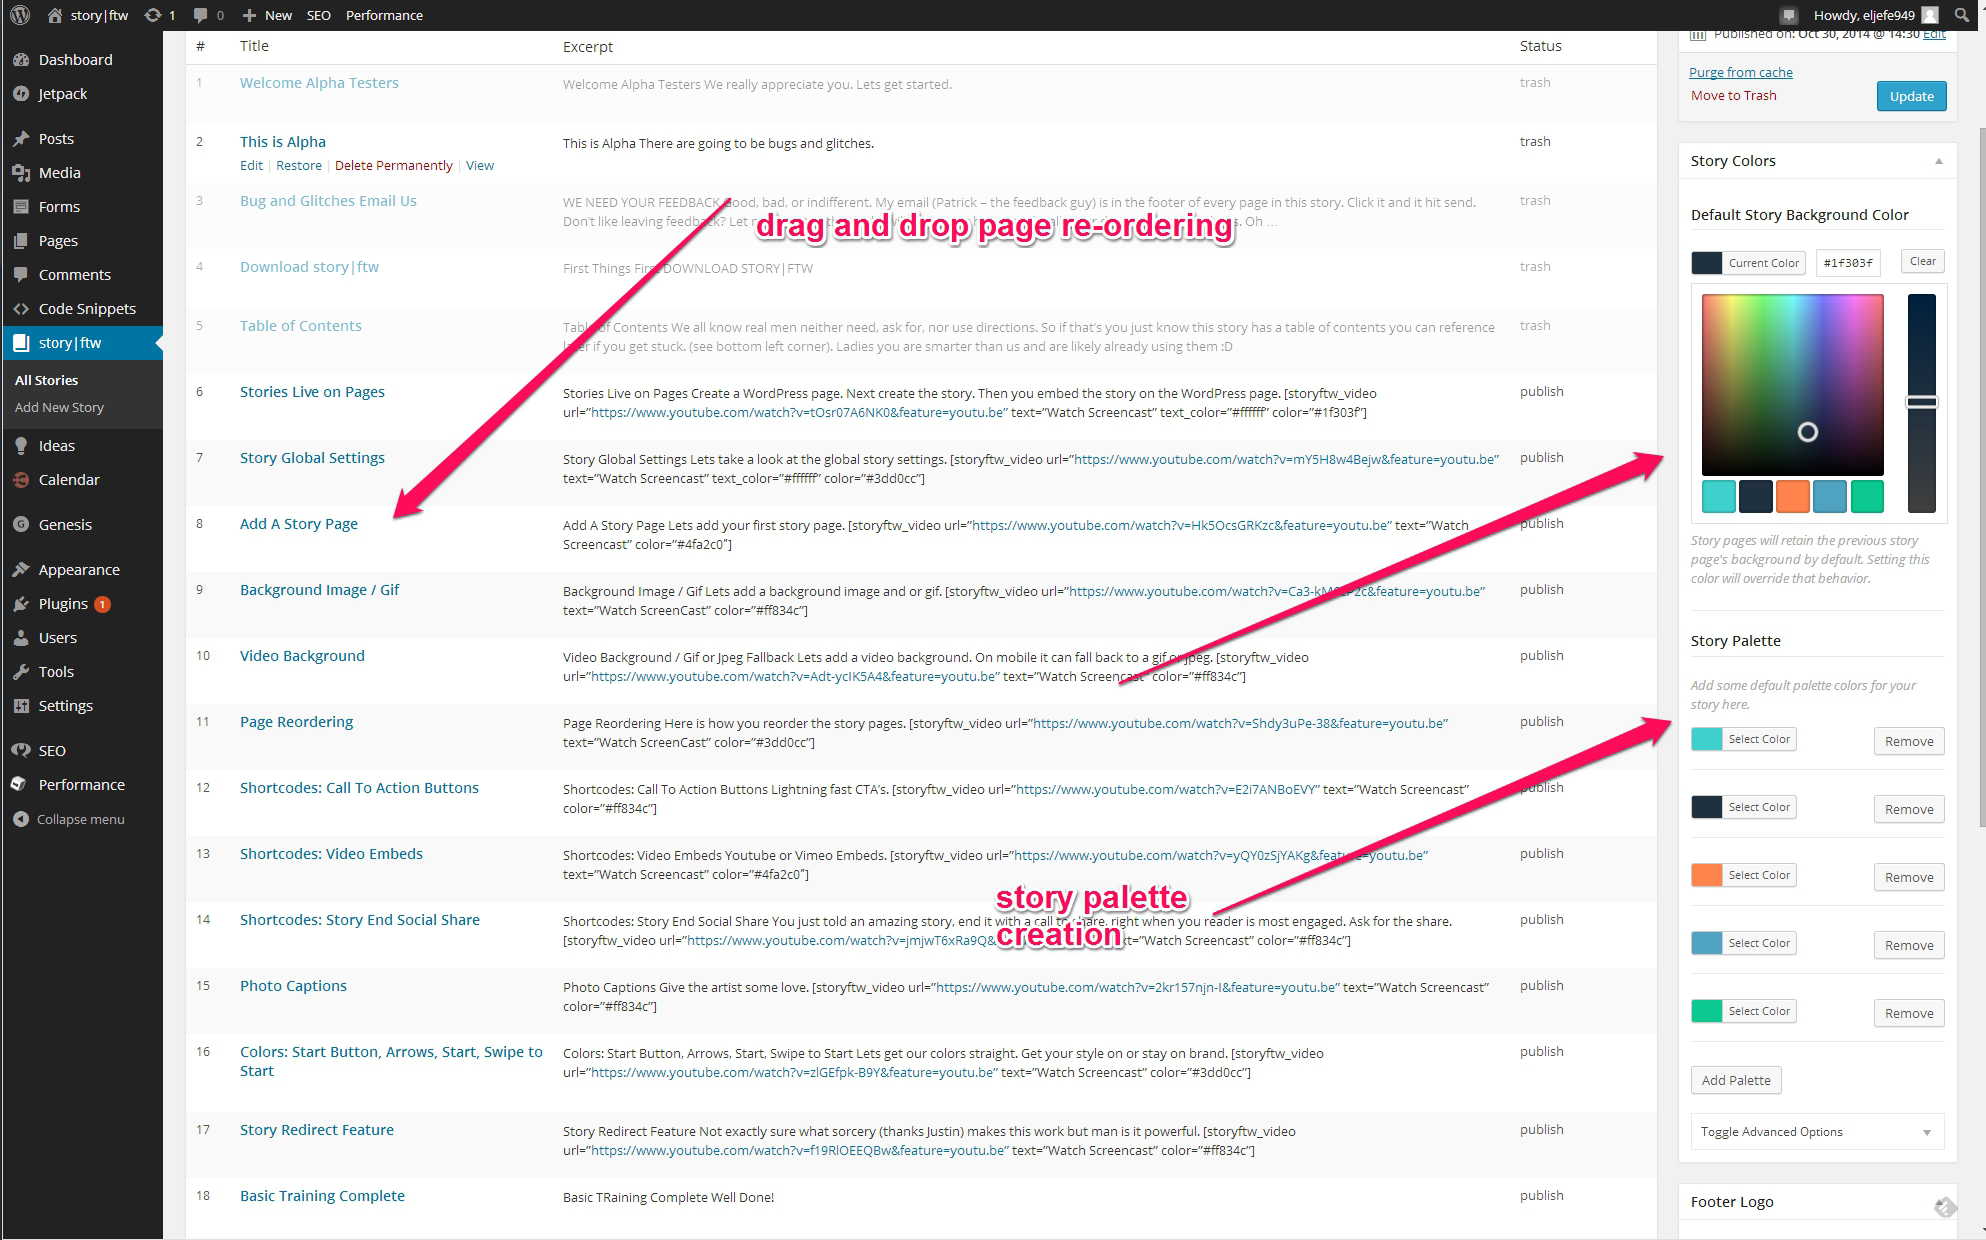 story|ftw 1 0 New SEO Performance Howdy, eljefe949
Dashboard
Jetpack
Posts
Media
Forms
Pages
Comments
Code Snippets
story|ftw
All Stories
Add New Story
Ideas
Calendar
Genesis
Appearance
Plugins 1
Users
Tools
Settings
SEO
Performance
Collapse menu
# Title Excerpt Status
1 Welcome Alpha Testers Welcome Alpha Testers We really appreciate you. Lets get started. trash
2 This is Alpha This is Alpha There are going to be bugs and glitches. trash
Edit | Restore | Delete Permanently | View
3 Bug and Glitches Email Us WE NEED YOUR FEEDBACK Good, bad, or indifferent. My email (Patrick – the feedback guy) is in the footer of every page in this story. Click it and it hit send. trash
Don't like leaving feedback? Let Oh …
drag and drop page re-ordering
4 Download story|ftw First Things First DOWNLOAD STORY|FTW trash
5 Table of Contents Table of Contents We all know real men neither need, ask for, nor use directions. So if that's you just know this story has a table of contents you can reference trash
later if you get stuck. (see bottom left corner). Ladies you are smarter than us and are likely already using them :D
6 Stories Live on Pages Stories Live on Pages Create a WordPress page. Next create the story. Then you embed the story on the WordPress page. [storyftw_video publish
url="https://www.youtube.com/watch?v=tOsr07A6NK0&feature=youtu.be" text="Watch Screencast" text_color="#ffffff" color="#1f303f"]
7 Story Global Settings Story Global Settings Lets take a look at the global story settings. [storyftw_video url="https://www.youtube.com/watch?v=mY5H8w4Bejw&feature=youtu.be" publish
text="Watch Screencast" text_color="#ffffff" color="#3dd0cc"]
8 Add A Story Page Add A Story Page Lets add your first story page. [storyftw_video url="https://www.youtube.com/watch?v=Hk5OcsGRKzc&feature=youtu.be" text="Watch publish
Screencast" color="#4fa2c0"]
9 Background Image / Gif Background Image / Gif Lets add a background image and or gif. [storyftw_video url="https://www.youtube.com/watch?v=Ca3-kM P2c&feature=youtu.be" publish
text="Watch ScreenCast" color="#ff834c"]
10 Video Background Video Background / Gif or Jpeg Fallback Lets add a video background. On mobile it can fall back to a gif or jpeg. [storyftw_video publish
url="https://www.youtube.com/watch?v=Adt-ycIK5A4&feature=youtu.be" text="Watch Screencast" color="#ff834c"]
11 Page Reordering Page Reordering Here is how you reorder the story pages. [storyftw_video url="https://www.youtube.com/watch?v=Shdy3uPe-38&feature=youtu.be" publish
text="Watch ScreenCast" color="#3dd0cc"]
12 Shortcodes: Call To Action Buttons Shortcodes: Call To Action Buttons Lightning fast CTA's. [storyftw_video url="https://www.youtube.com/watch?v=E2i7ANBoEVY" text="Watch Screencast" publish
color="#ff834c"]
13 Shortcodes: Video Embeds Shortcodes: Video Embeds Youtube or Vimeo Embeds. [storyftw_video url="https://www.youtube.com/watch?v=yQY0zSjYAKg&feature=youtu.be" publish
text="Watch Screencast" color="#4fa2c0"]
story palette
creation
14 Shortcodes: Story End Social Share Shortcodes: Story End Social Share You just told an amazing story, end it with a call to share, right when you reader is most engaged. Ask for the share. publish
[storyftw_video url="https://www.youtube.com/watch?v=jmjwT6xRa9Q& text="Watch Screencast" color="#ff834c"]
15 Photo Captions Photo Captions Give the artist some love. [storyftw_video url="https://www.youtube.com/watch?v=2kr157njn-I&feature=youtu.be" text="Watch Screencast" publish
color="#ff834c"]
16 Colors: Start Button, Arrows, Start, Swipe to Colors: Start Button, Arrows, Start, Swipe to Start Lets get our colors straight. Get your style on or stay on brand. [storyftw_video publish
Start url="https://www.youtube.com/watch?v=zlGEfpk-B9Y&feature=youtu.be" text="Watch Screencast" color="#3dd0cc"]
17 Story Redirect Feature Story Redirect Feature Not exactly sure what sorcery (thanks Justin) makes this work but man is it powerful. [storyftw_video publish
url="https://www.youtube.com/watch?v=f19RlOEEQBw&feature=youtu.be" text="Watch Screencast" color="#ff834c"]
18 Basic Training Complete Basic TRaining Complete Well Done! publish
Published on: Oct 30, 2014 @ 14:30 Edit
Purge from cache
Move to Trash Update
Story Colors
Default Story Background Color
Current Color #1f303f Clear
Story pages will retain the previous story
page's background by default. Setting this
color will override that behavior.
Story Palette
Add some default palette colors for your
story here.
Select Color Remove
Select Color Remove
Select Color Remove
Select Color Remove
Select Color Remove
Add Palette
Toggle Advanced Options
Footer Logo